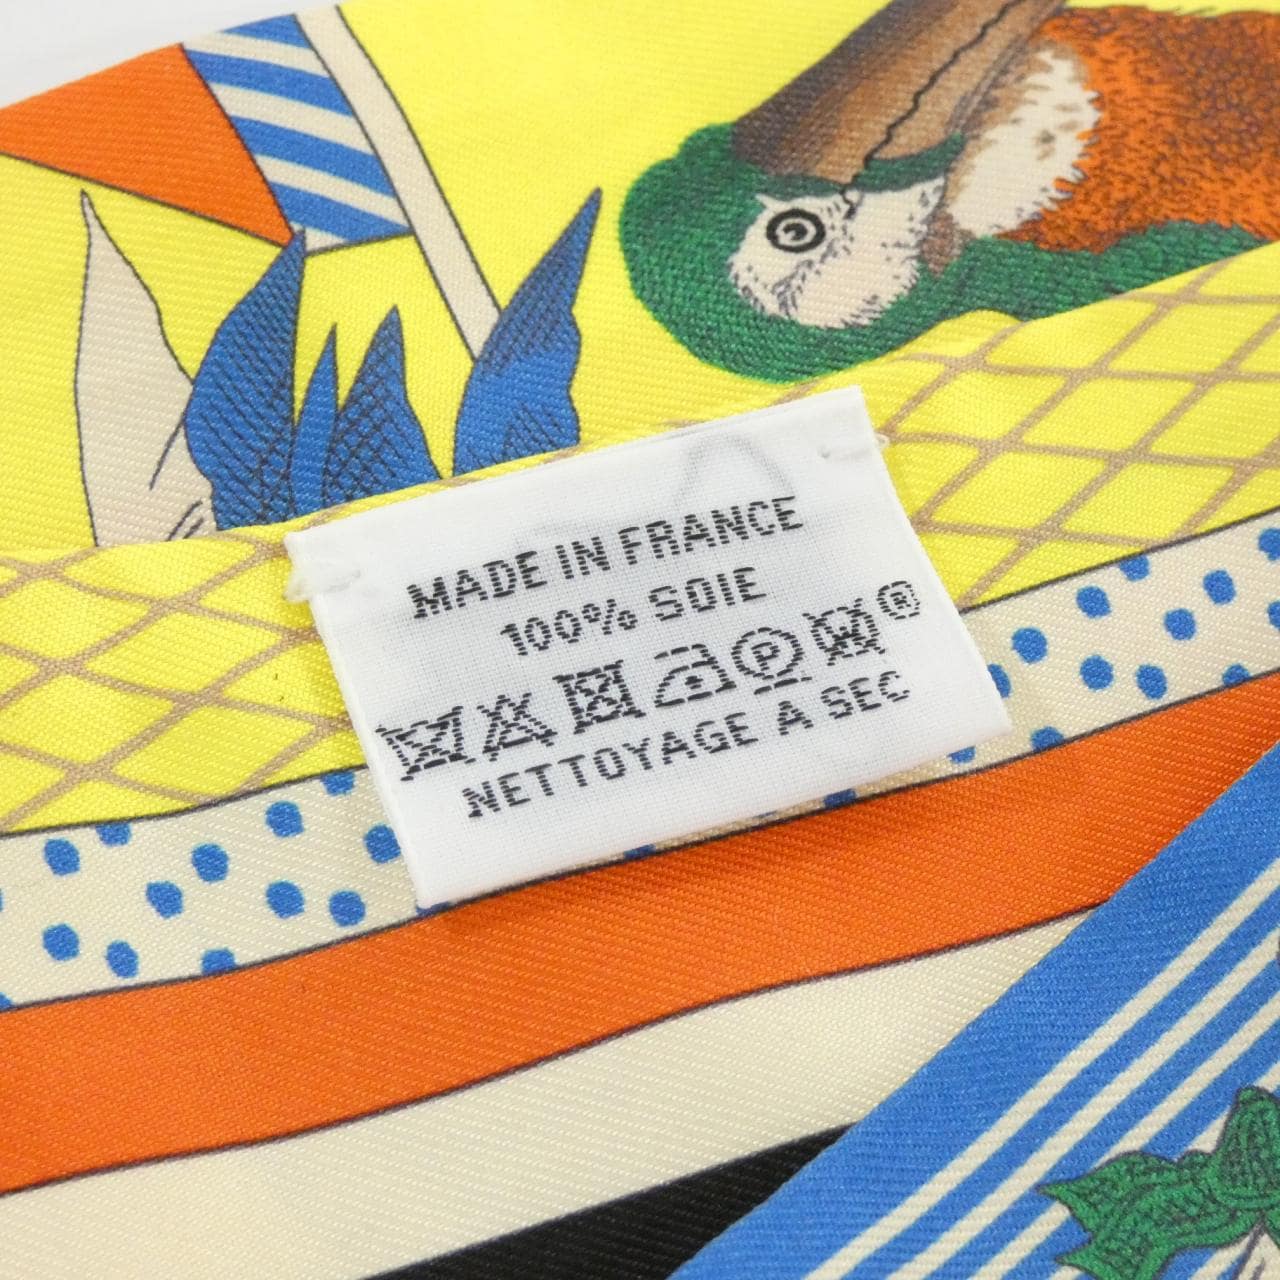 MADE IN FRANCE
100% SOIE
P ®
NETTOYAGE A SEC